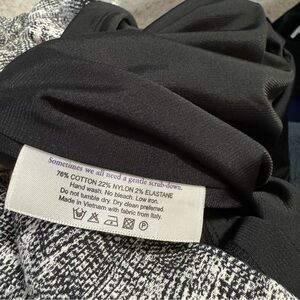 Sometimes we all need a gentle scrub-down.
76% COTTON 22% NYLON 2% ELASTANE
Hand wash. No bleach. Low iron.
Do not tumble dry. Dry clean preferred.
Made in Vietnam with fabric from Italy.